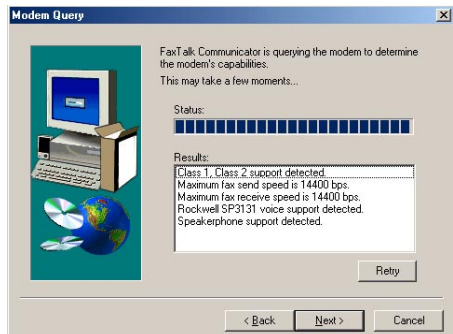 Modem Query
FaxTalk Communicator is querying the modem to determine
the modem's capabilities.
This may take a few moments...
Status:
Results:
Class 1, Class 2 support detected.
Maximum fax send speed is 14400 bps.
Maximum fax receive speed is 14400 bps.
Rockwell SP3131 voice support detected.
Speakerphone support detected.
Retry
< Back
Next >
Cancel